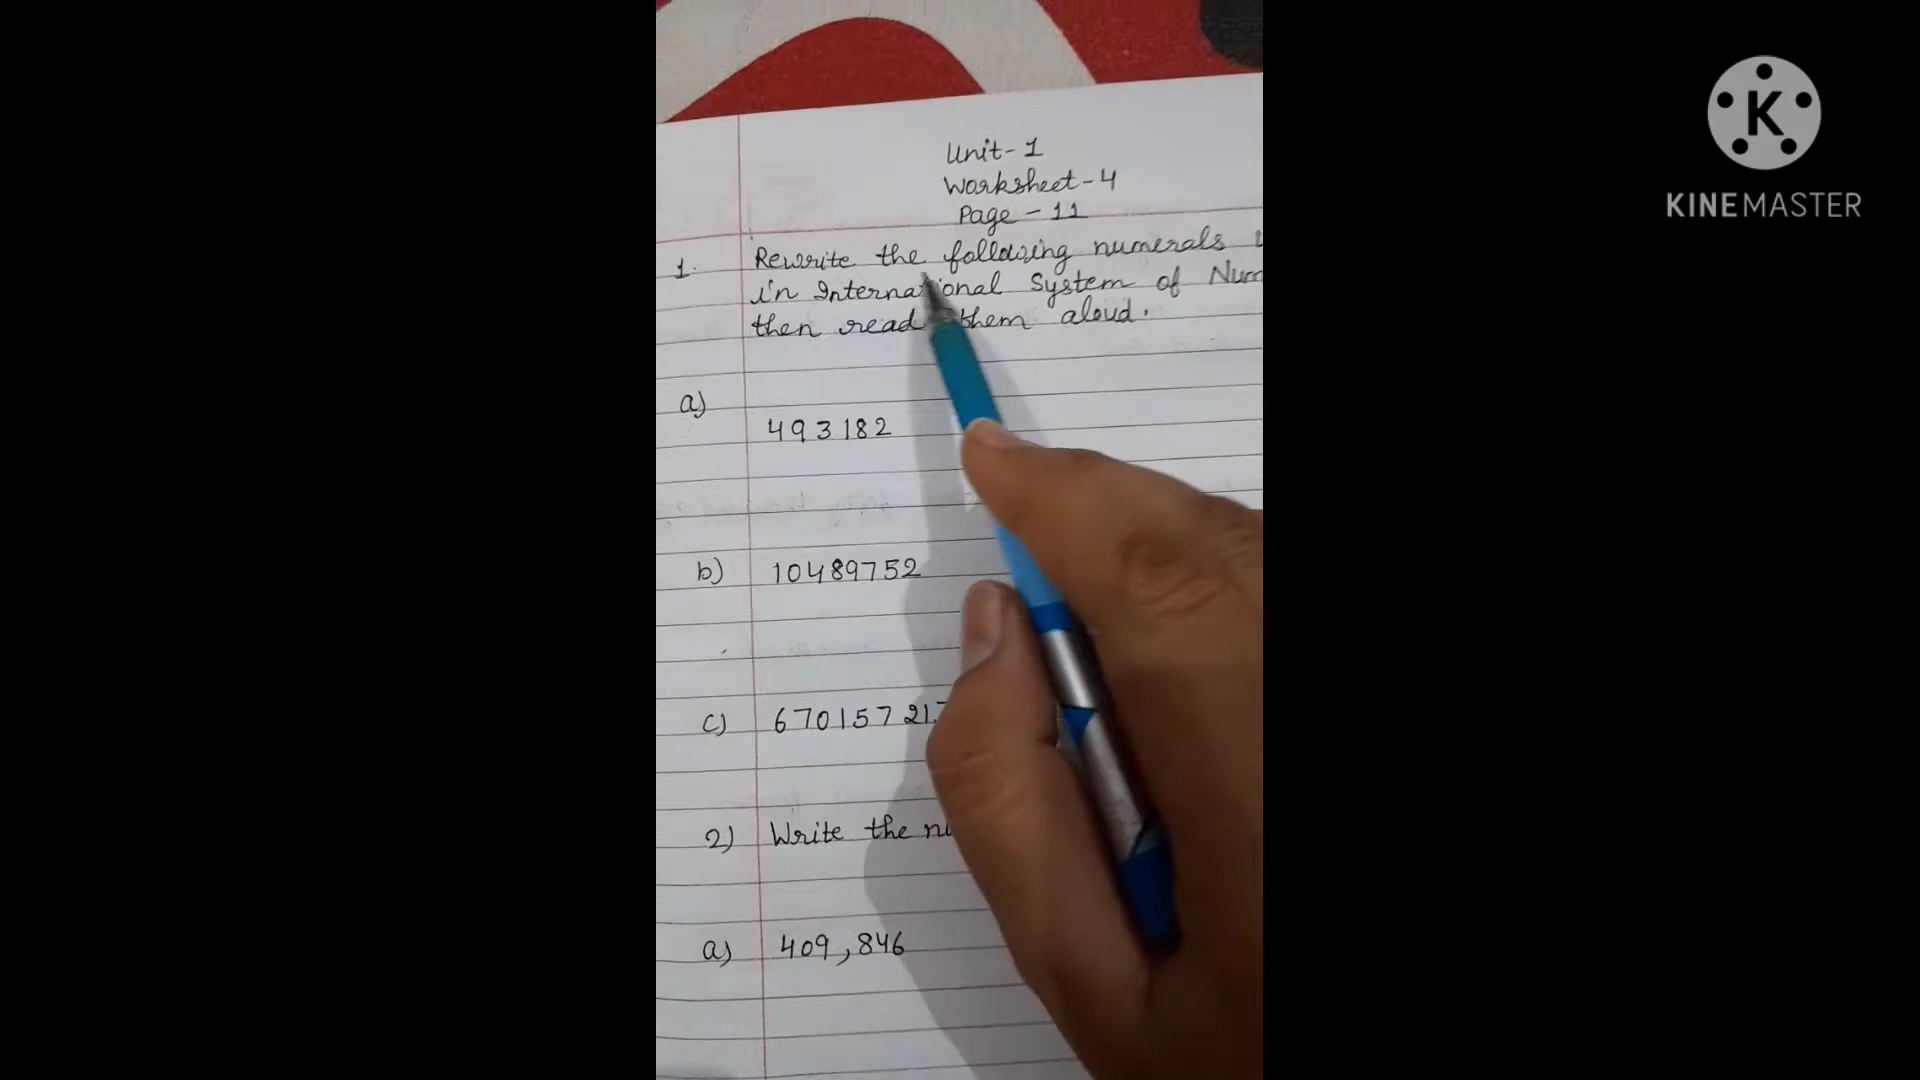 Unit-1
Worksheet-4
Page-11
1. Rewrite the following numerals
in International System of
then read them aloud.
a)
493182
b) 10489752
c) 67015721
2) Write the
a) 409,846
K
KINEMASTER